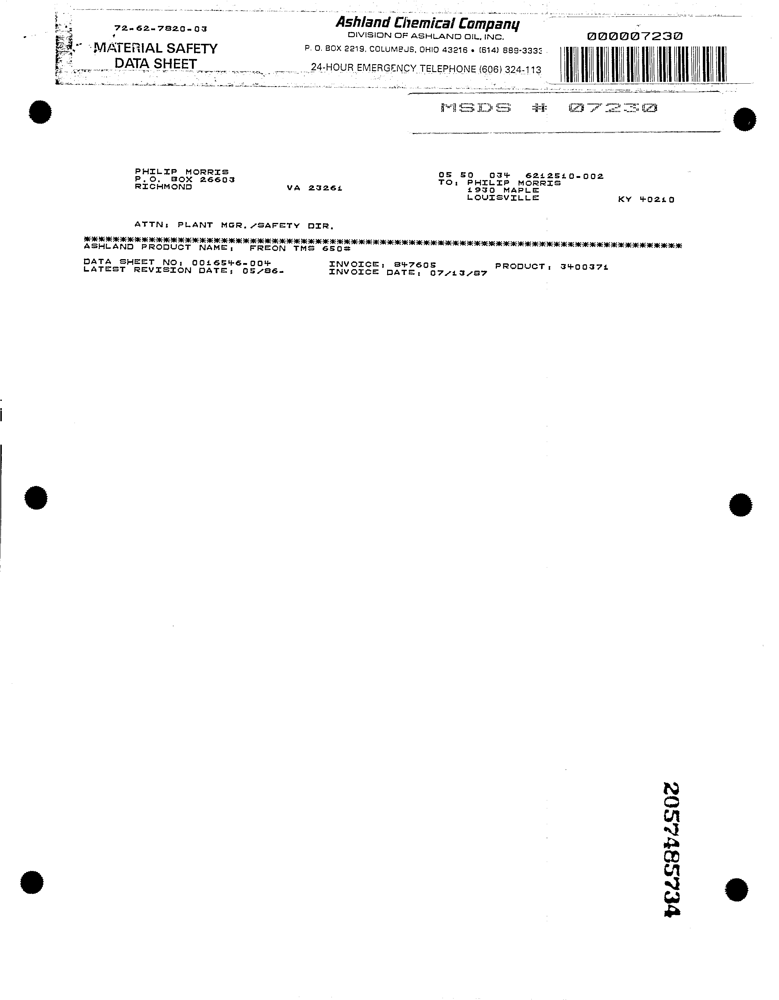 72-62-7820-03
MATERIAL SAFETY
DATA SHEET
Ashland Chemical Company
DIVISION OF ASHLAND OIL, INC.
P. O. BOX 2219, COLUMBUS, OHIO 43216 • (614) 889-3333
24-HOUR EMERGENCY TELEPHONE (606) 324-113
000007230
MSDS # 07230
PHILIP MORRIS
P.O. BOX 26603
RICHMOND VA 23261
05 50 034 6212510-002
TO: PHILIP MORRIS
1930 MAPLE
LOUISVILLE KY 40210
ATTN: PLANT MGR./SAFETY DIR.
ASHLAND PRODUCT NAME: FREON TMS 650#
DATA SHEET NO: 0016546-004 INVOICE: 847605 PRODUCT: 3400371
LATEST REVISION DATE: 05/86- INVOICE DATE: 07/13/87
2057485734